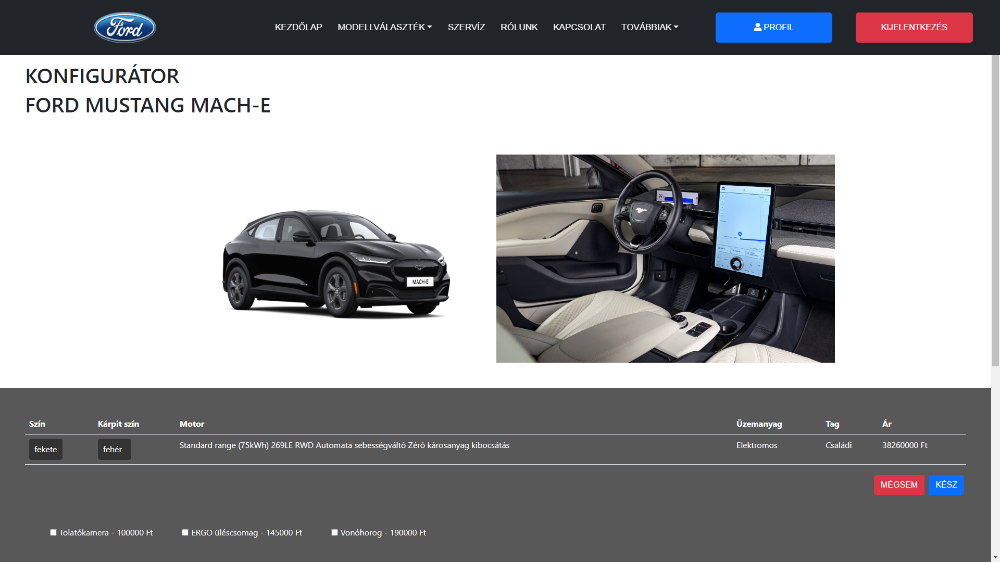 Ford
KEZDŐLAP MODELLVÁLASZTÉK SZERVÍZ RÓLUNK KAPCSOLAT TOVÁBBIAK PROFIL KIJELENTKEZÉS
KONFIGURÁTOR
FORD MUSTANG MACH-E
MACH-E
Szín Kárpit szín Motor Üzemanyag Tag Ár
fekete fehér Standard range (75kWh) 269LE RWD Automata sebességváltó Zéró károsanyag kibocsátás Elektromos Családi 38260000 Ft
MÉGSEM KÉSZ
Tolatókamera - 100000 Ft ERGO üléscsomag - 145000 Ft Vonóhorog - 190000 Ft